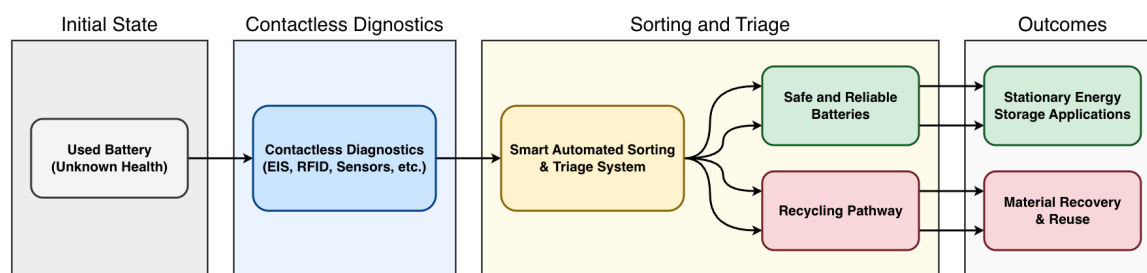 Initial State
Contactless Dignostics
Sorting and Triage
Outcomes
Used Battery
(Unknown Health)
Contactless Diagnostics
(EIS, RFID, Sensors, etc.)
Smart Automated Sorting
& Triage System
Safe and Reliable
Batteries
Recycling Pathway
Stationary Energy
Storage Applications
Material Recovery
& Reuse